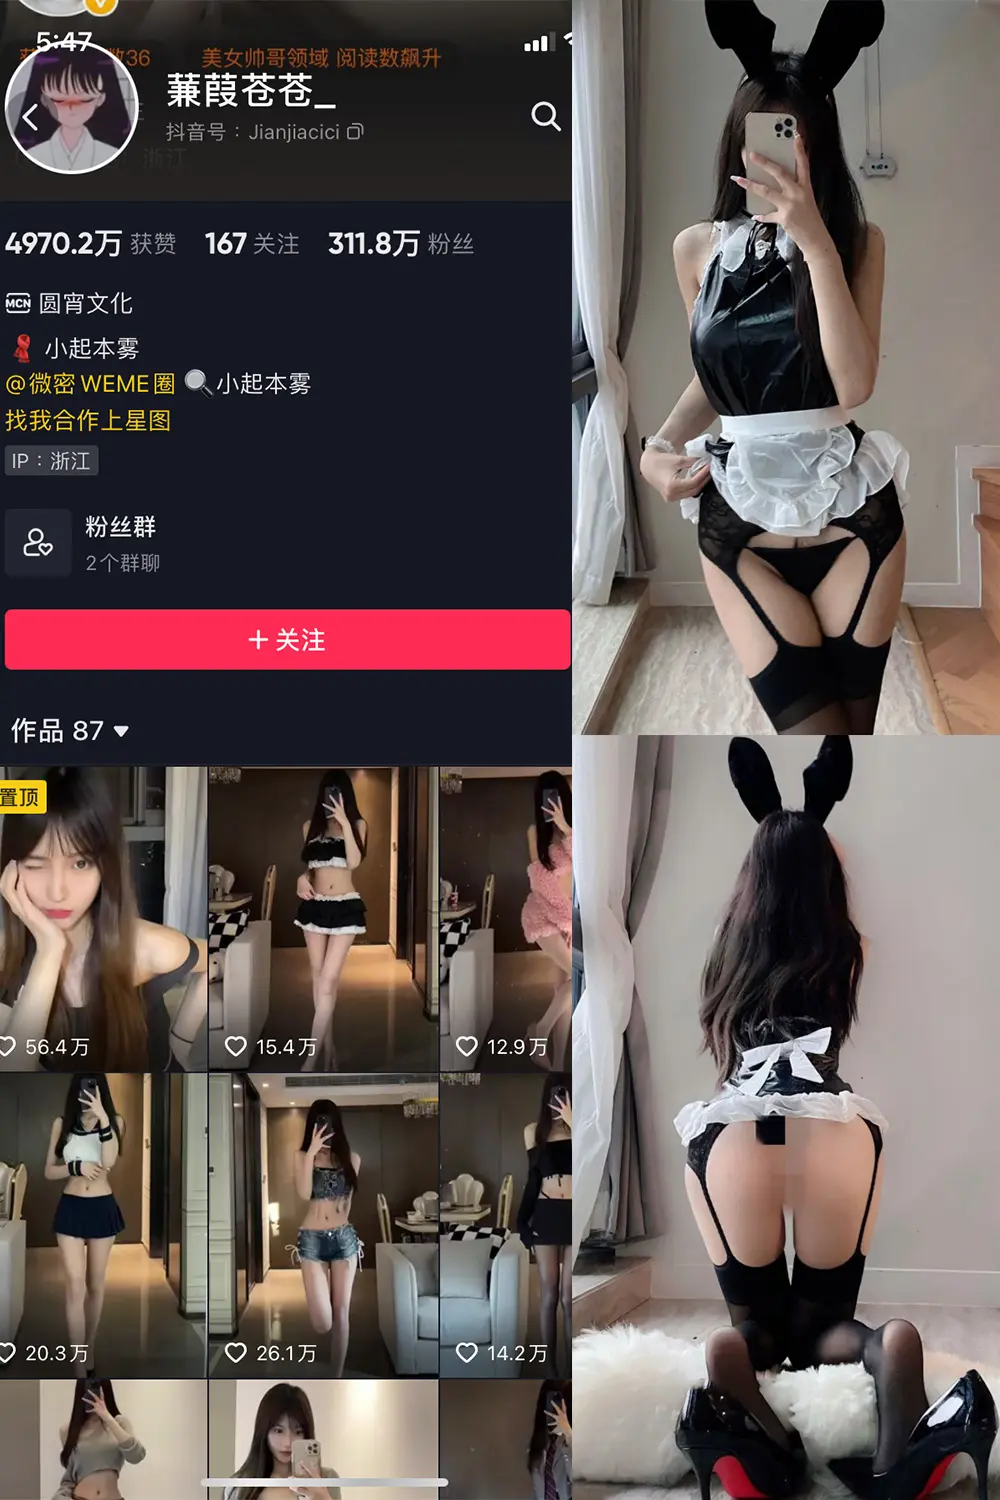 5:47
数36
美女帅哥领域 阅读数飙升
蒹葭苍苍_
抖音号：Jianjiacici
浙江
4970.2万 获赞 167 关注 311.8万 粉丝
MCN 圆宵文化
小起本雾
@微密 WEME圈 小起本雾
找我合作上星图
IP：浙江
粉丝群
2个群聊
+ 关注
作品 87
置顶
56.4万
15.4万
12.9万
20.3万
26.1万
14.2万